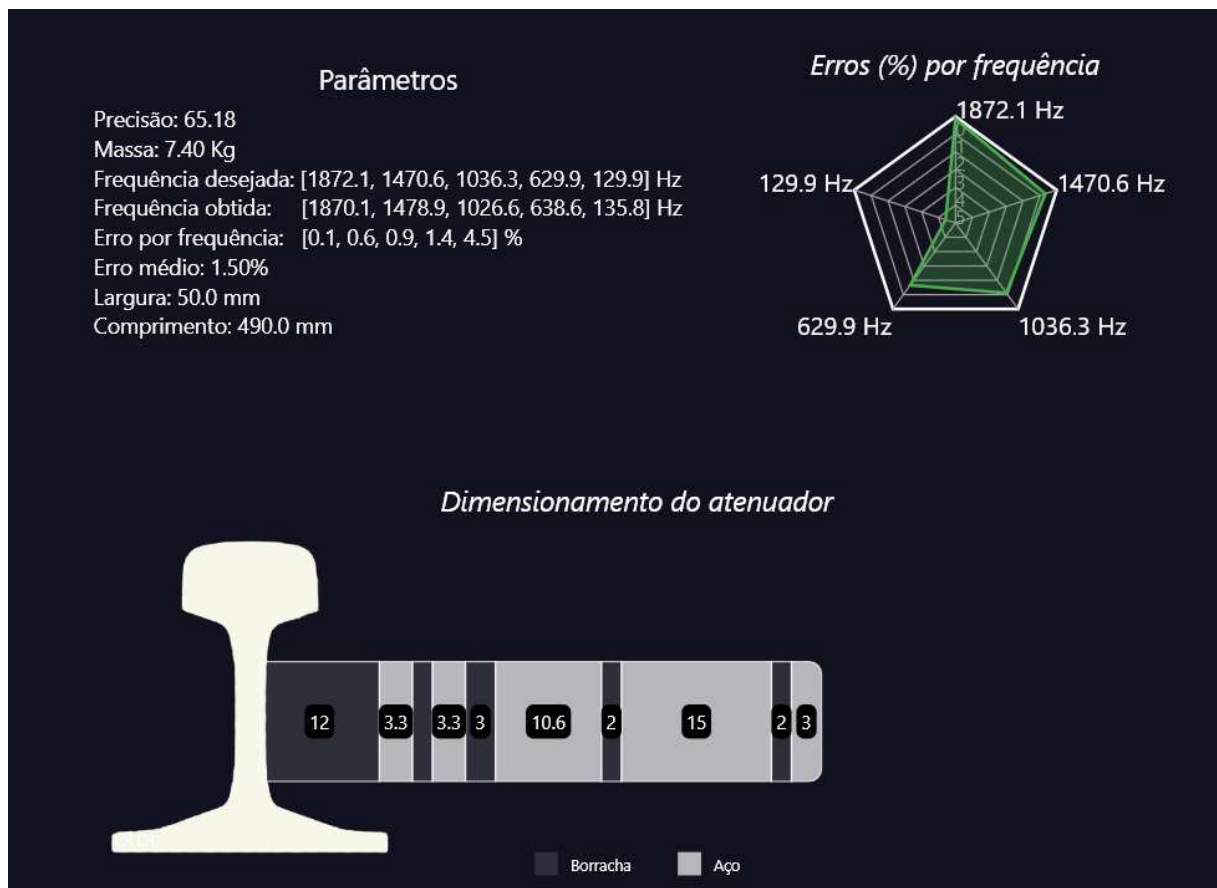 Parâmetros
Precisão: 65.18
Massa: 7.40 Kg
Frequência desejada: [1872.1, 1470.6, 1036.3, 629.9, 129.9] Hz
Frequência obtida: [1870.1, 1478.9, 1026.6, 638.6, 135.8] Hz
Erro por frequência: [0.1, 0.6, 0.9, 1.4, 4.5] %
Erro médio: 1.50%
Largura: 50.0 mm
Comprimento: 490.0 mm
Erros (%) por frequência
1872.1 Hz
129.9 Hz
1470.6 Hz
629.9 Hz
1036.3 Hz
Dimensionamento do atenuador
12 3.3 3.3 3 10.6 2 15 2 3
Borracha Aço